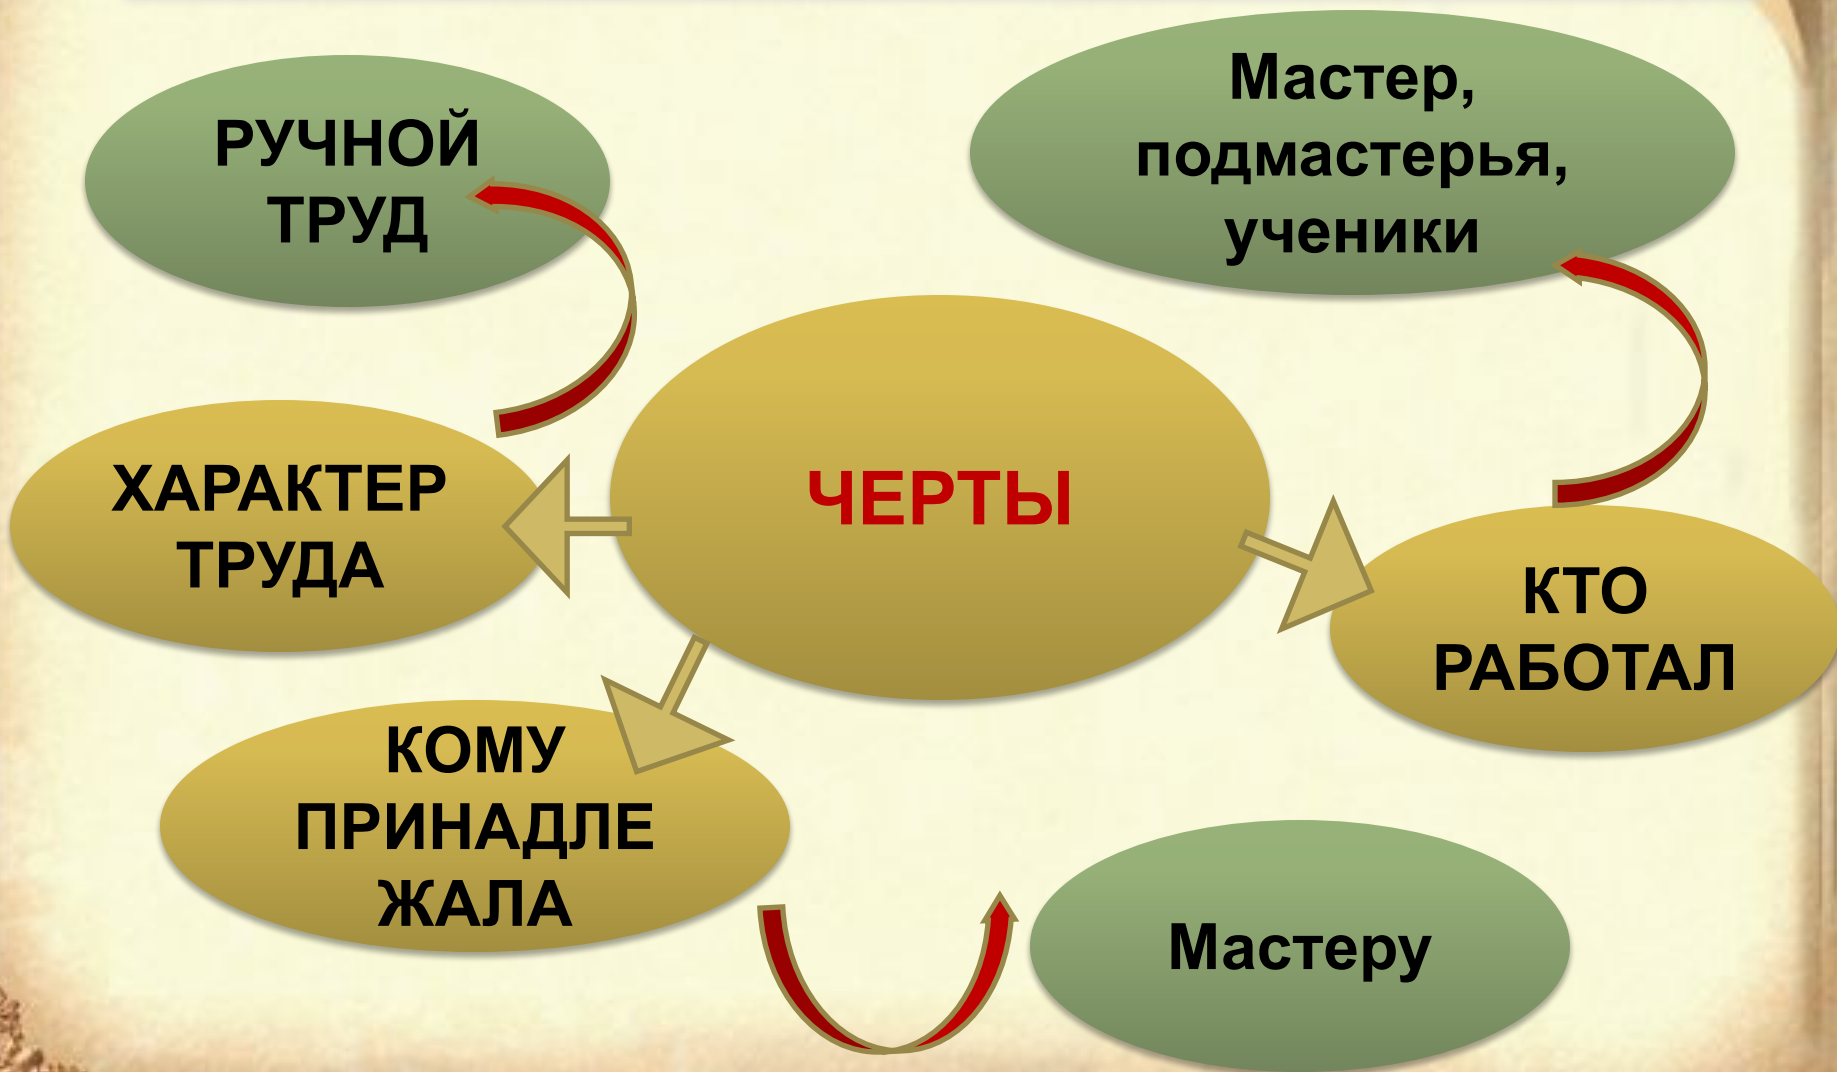 РУЧНОЙ
ТРУД
Мастер,
подмастерья,
ученики
ЧЕРТЫ
ХАРАКТЕР
ТРУДА
КТО
РАБОТАЛ
КОМУ
ПРИНАДЛЕ
ЖАЛА
Мастеру